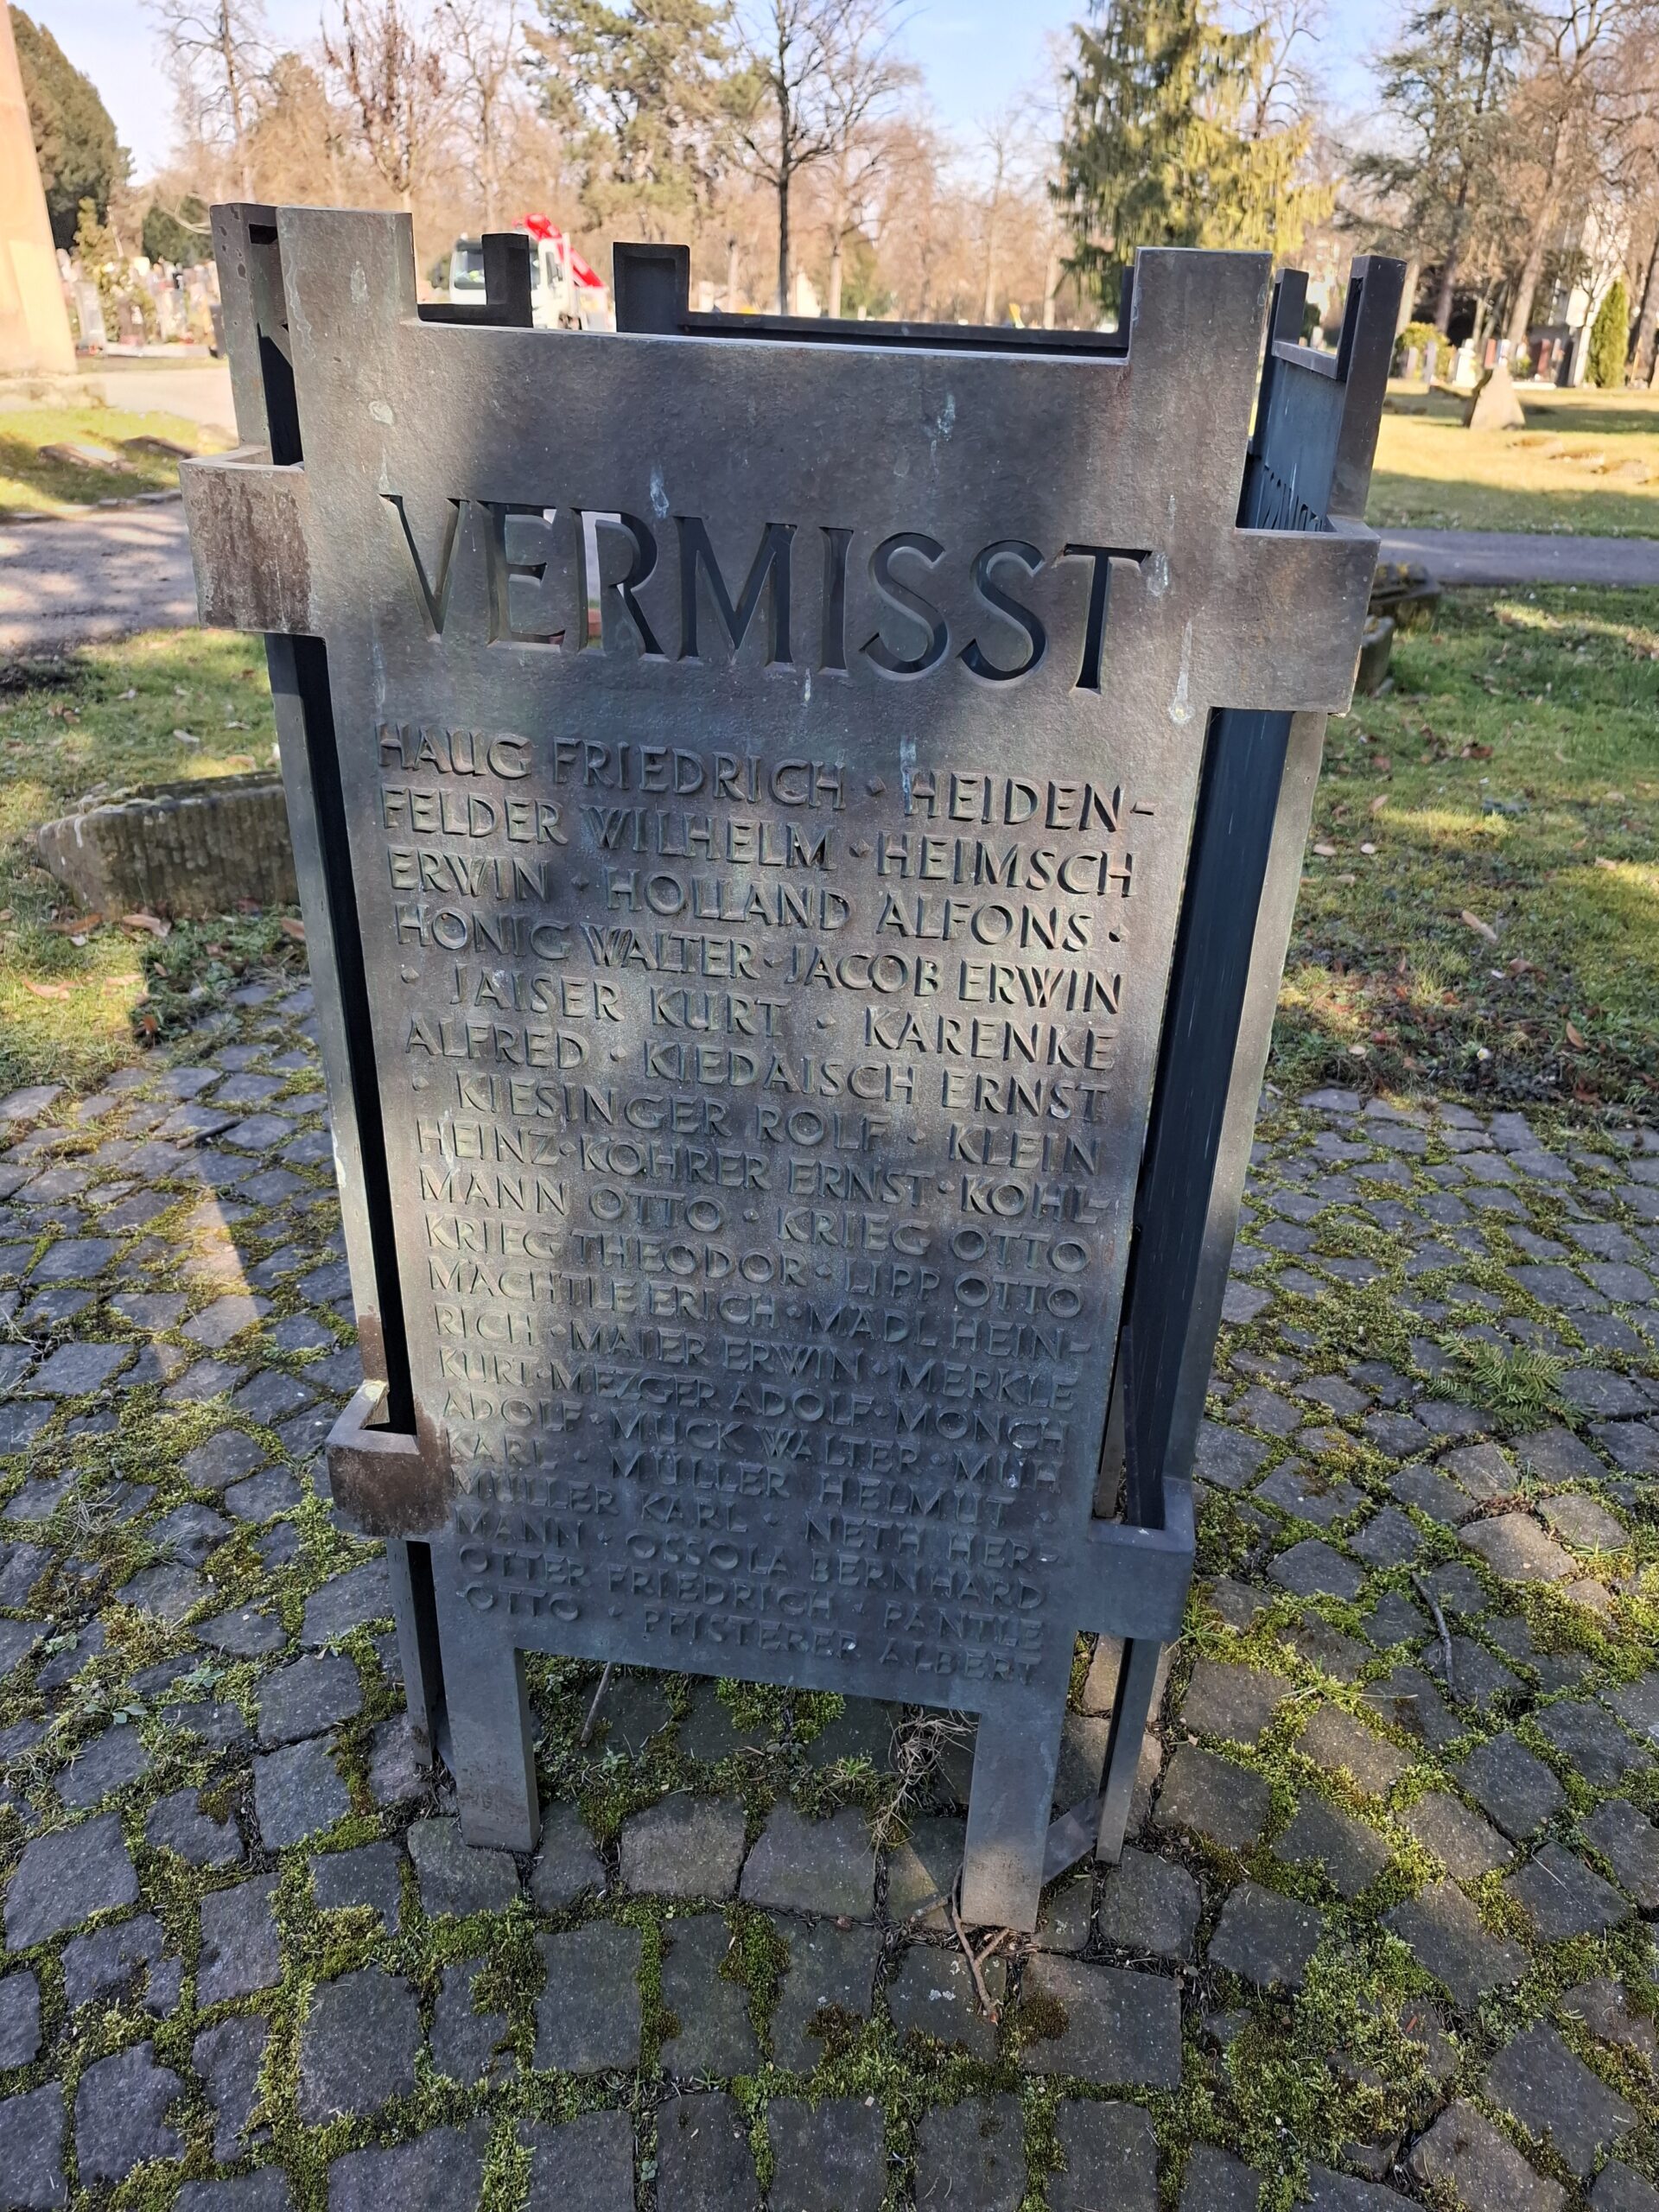 VERMISST
HAUG FRIEDRICH · HEIDEN-
FELDER WILHELM · HEIMSCH
ERWIN · HOLLAND ALFONS ·
HONIG WALTER · JACOB ERWIN
· JAISER KURT · KARENKE
ALFRED · KIEDAISCH ERNST
· KIESINGER ROLF · KLEIN
HEINZ · KOHRER ERNST · KOHL-
MANN OTTO · KRIEG OTTO
KRIEG THEODOR · LIPP OTTO
MACHTLE ERICH · MADL HEIN-
RICH · MAIER ERWIN · MERKLE
KURT · MEZGER ADOLF · MONCH
ADOLF · MUCK WALTER · MUH
KARL · MULLER HELMUT ·
MULLER KARL · NETH HER-
MANN · OSSOLA BERNHARD
OTTER FRIEDRICH · PANTLE
OTTO · PFISTERER ALBERT